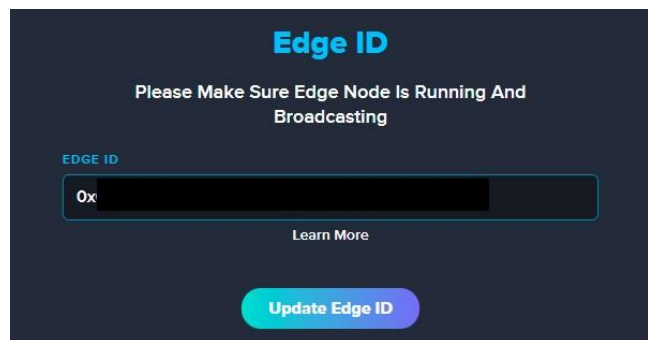 Edge ID
Please Make Sure Edge Node Is Running And
Broadcasting
EDGE ID
0x
Learn More
Update Edge ID